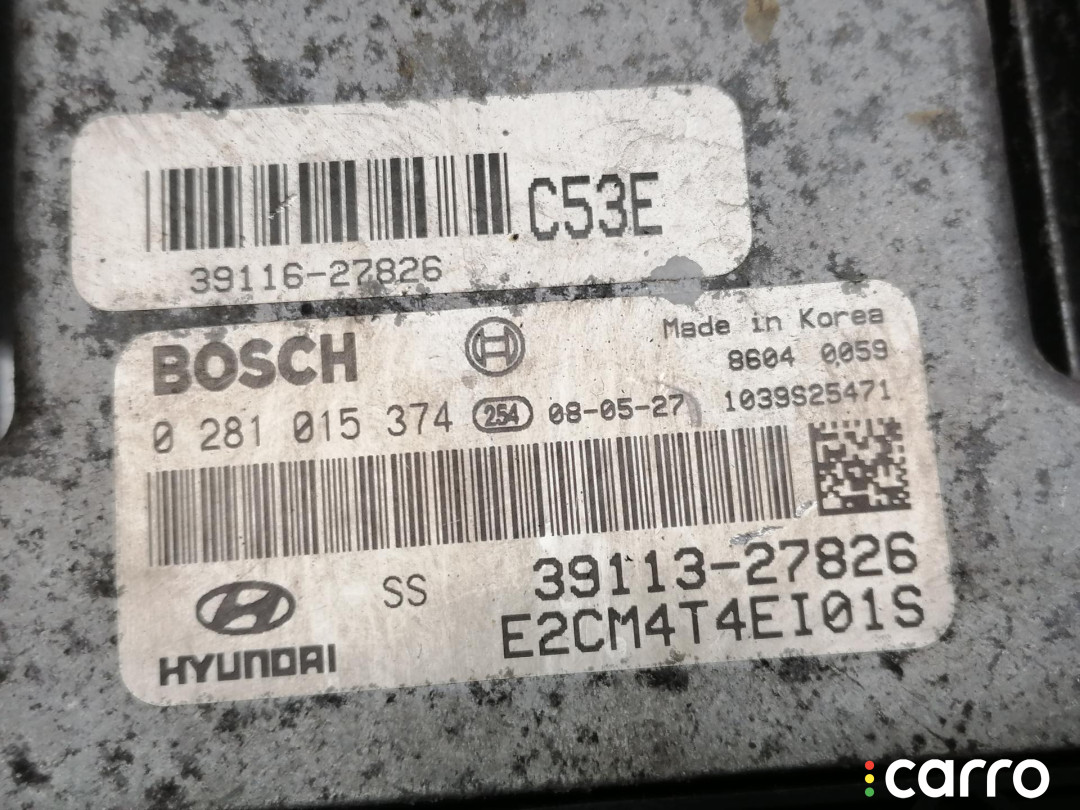 C53E
39116-27826
BOSCH
Made in Korea
8604 0059
0 281 015 374 254 08-05-27 1039S25471
39113-27826
SS
E2CM4T4EI01S
HYUNDAI
carro